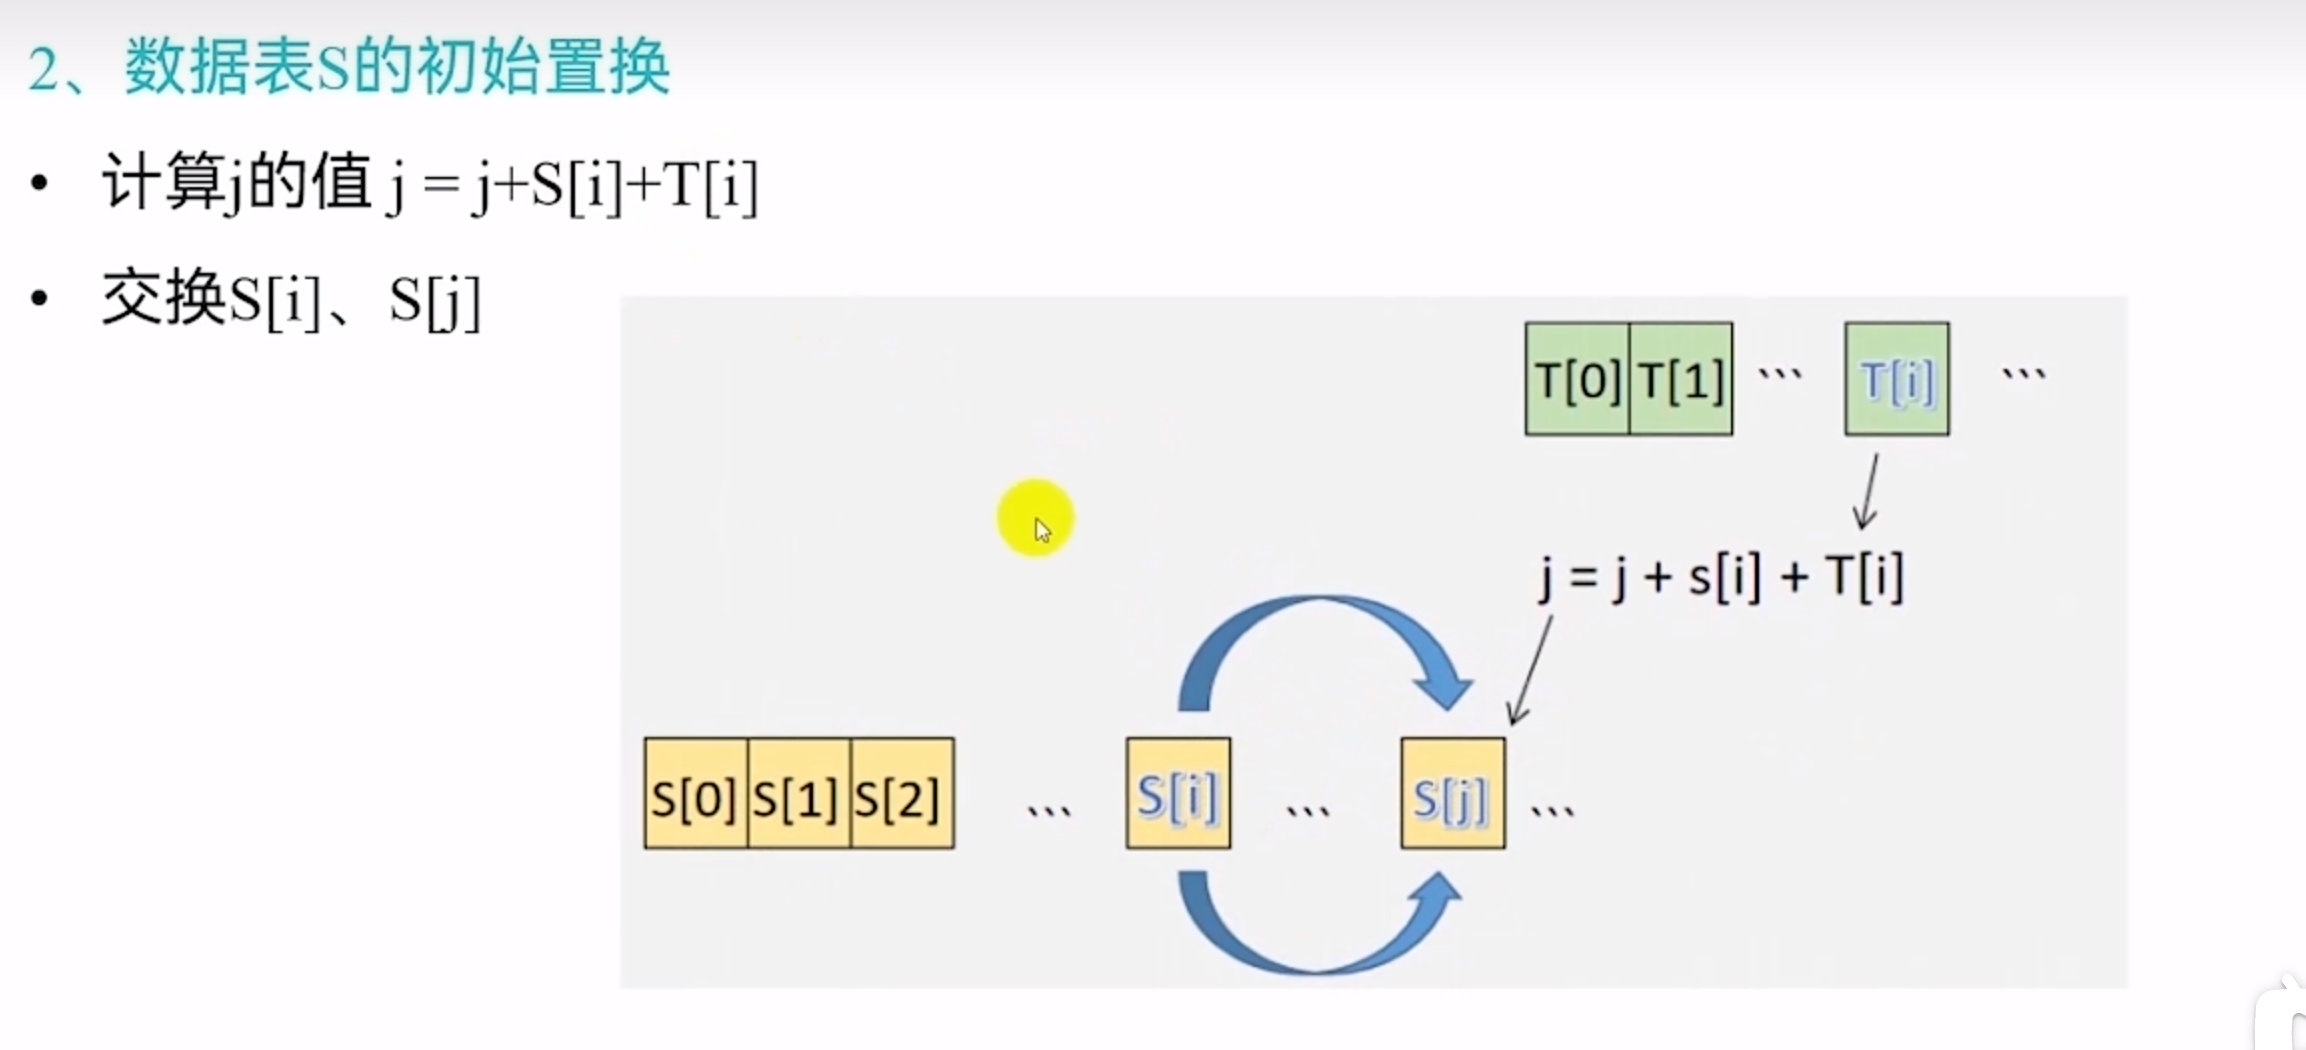 2、数据表S的初始置换
• 计算j的值 j = j+S[i]+T[i]
• 交换S[i]、S[j]
T[0] T[1] ``` T[i] ```
j = j + s[i] + T[i]
S[0] S[1] S[2] ``` S[i] ``` S[j] ```